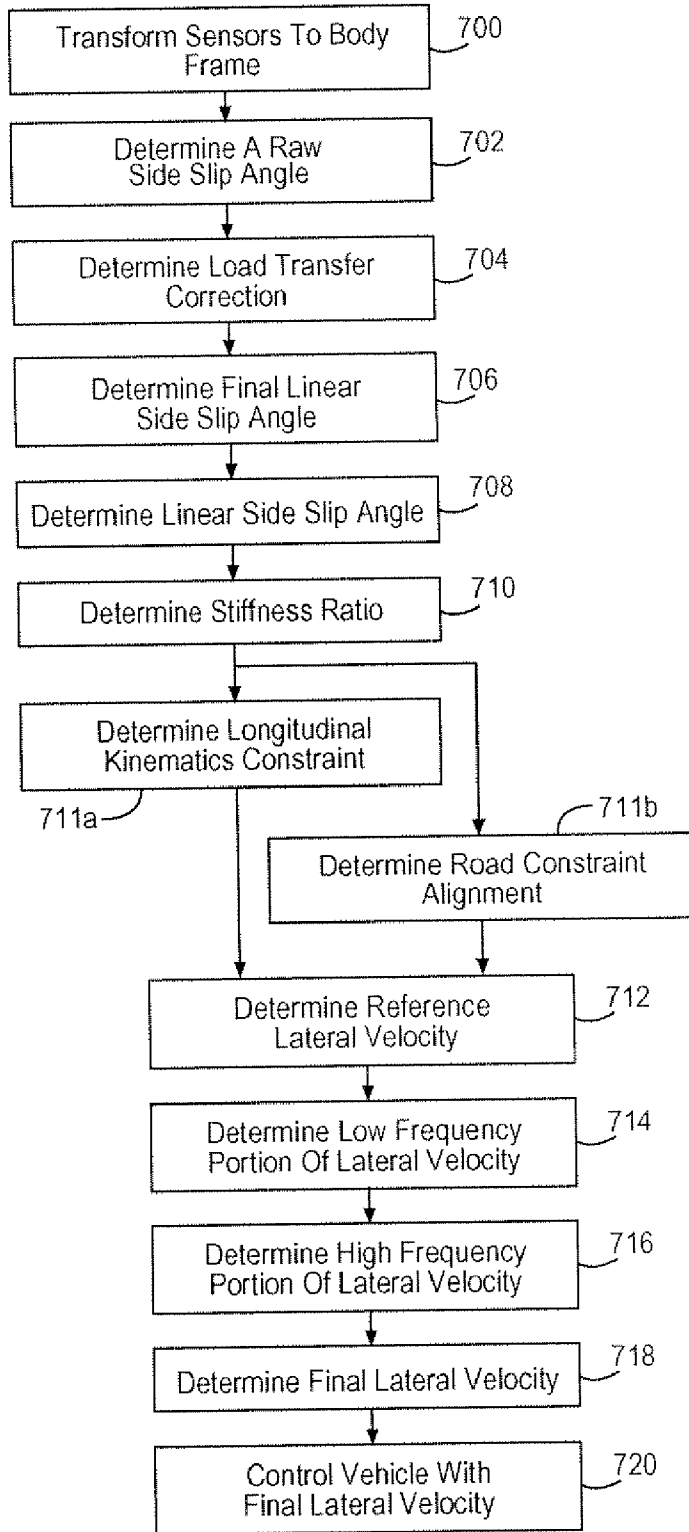 Transform Sensors To Body
Frame
700
Determine A Raw
Side Slip Angle
702
Determine Load Transfer
Correction
704
Determine Final Linear
Side Slip Angle
706
Determine Linear Side Slip Angle
708
Determine Stiffness Ratio
710
Determine Longitudinal
Kinematics Constraint
711a
711b
Determine Road Constraint
Alignment
Determine Reference
Lateral Velocity
712
Determine Low Frequency
Portion Of Lateral Velocity
714
Determine High Frequency
Portion Of Lateral Velocity
716
Determine Final Lateral Velocity
718
Control Vehicle With
Final Lateral Velocity
720